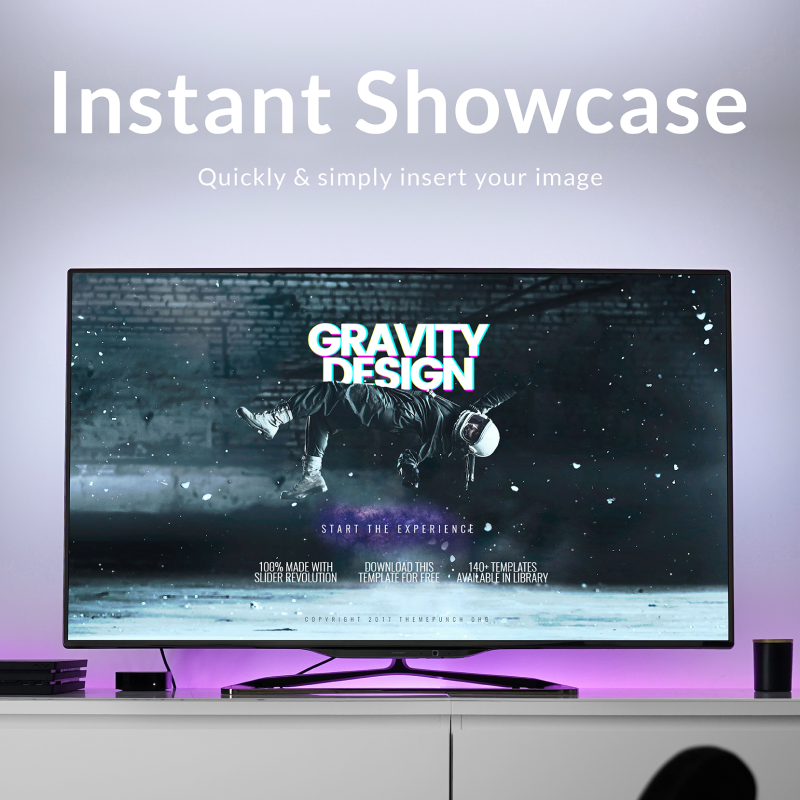 Instant Showcase
Quickly & simply insert your image
GRAVITY
DESIGN
START THE EXPERIENCE
100% MADE WITH
SLIDER REVOLUTION
DOWNLOAD THIS
TEMPLATE FOR FREE
140+ TEMPLATES
AVAILABLE IN LIBRARY
COPYRIGHT 2017 THEMEPUNCH OHG